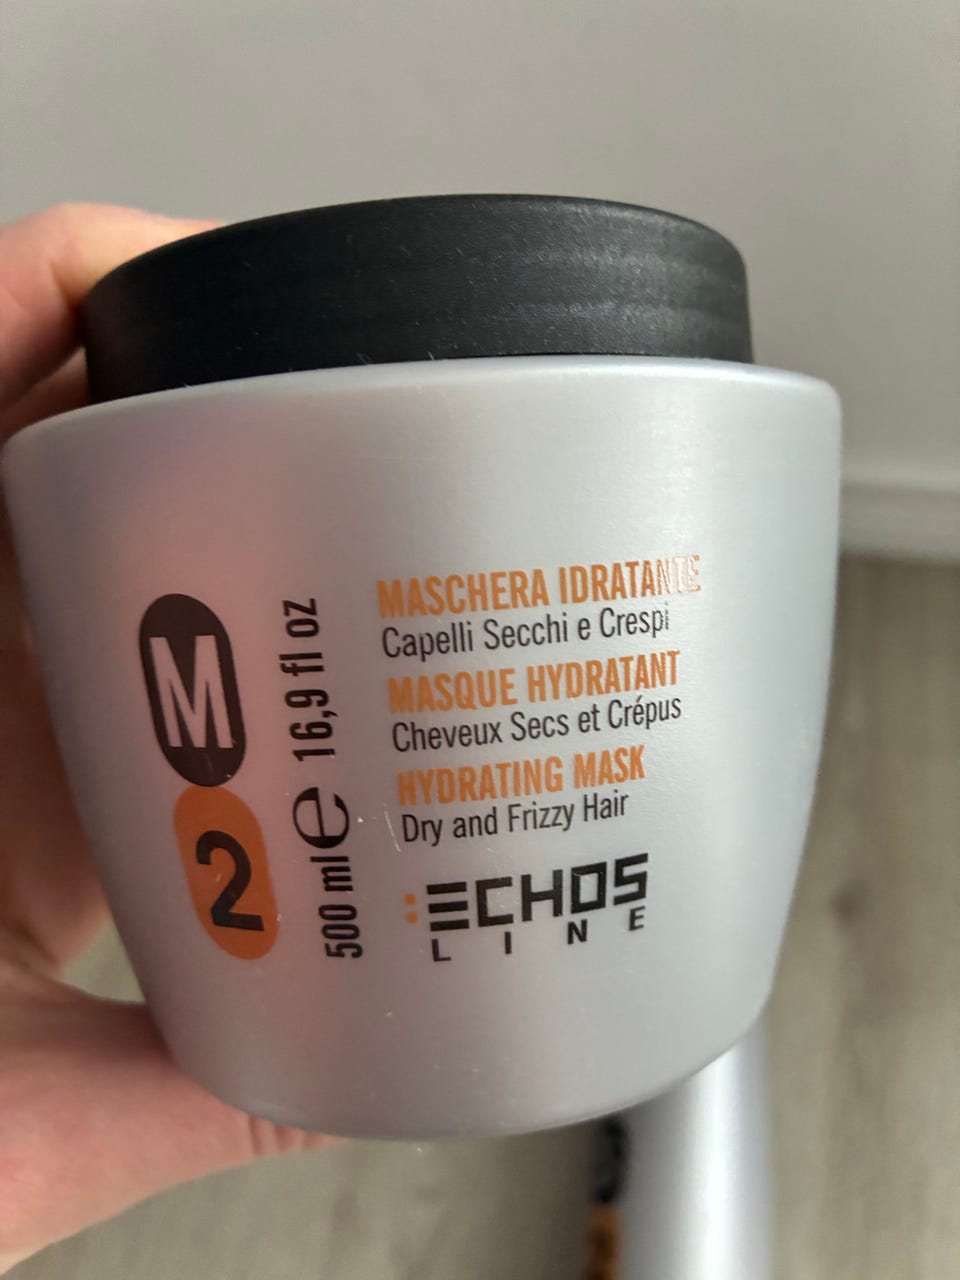 M
2
500 ml e 16,9 fl oz
MASCHERA IDRATANTE
Capelli Secchi e Crespi
MASQUE HYDRATANT
Cheveux Secs et Crépus
HYDRATING MASK
Dry and Frizzy Hair
:ECHOS
LINE